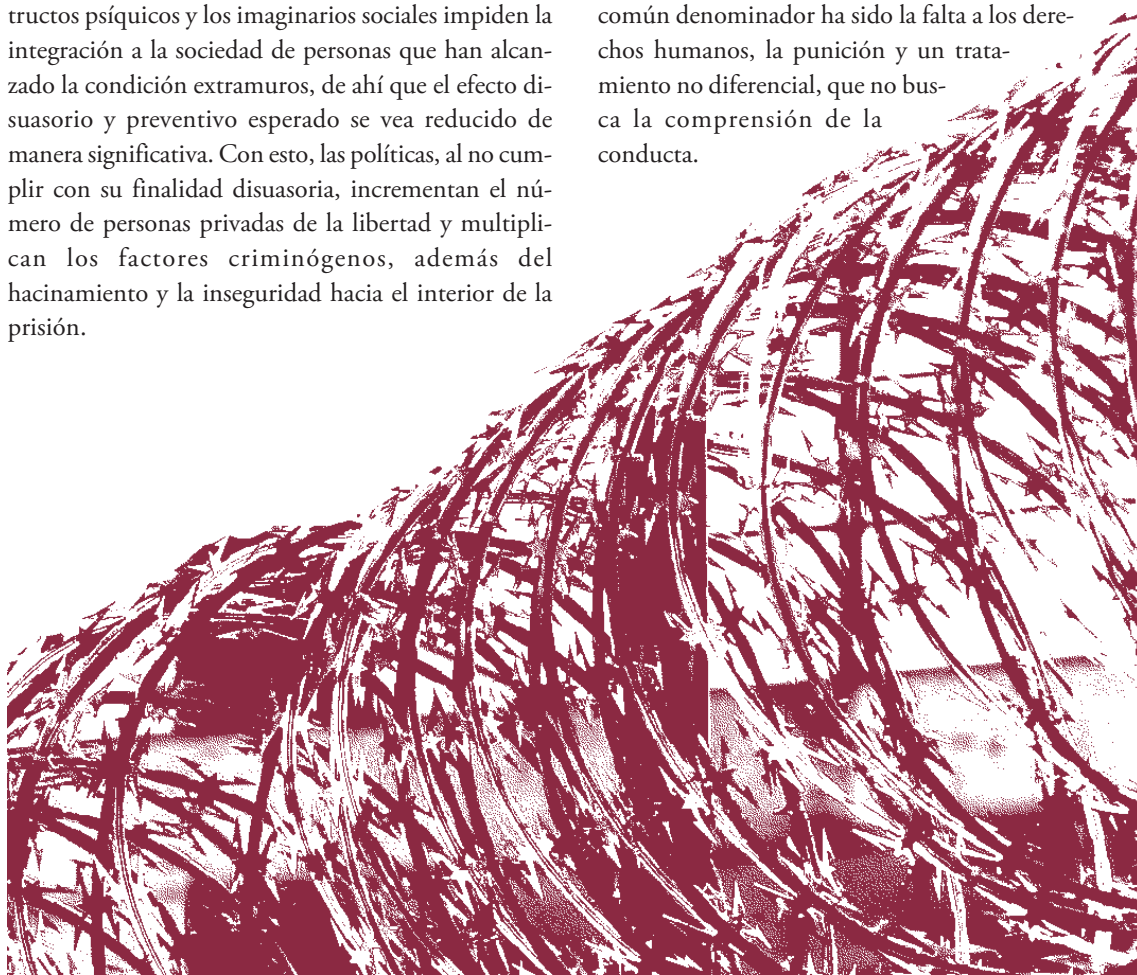 tructos psíquicos y los imaginarios sociales impiden la
integración a la sociedad de personas que han alcan-
zado la condición extramuros, de ahí que el efecto di-
suasorio y preventivo esperado se vea reducido de
manera significativa. Con esto, las políticas, al no cum-
plir con su finalidad disuasoria, incrementan el nú-
mero de personas privadas de la libertad y multipli-
can los factores criminógenos, además del
hacinamiento y la inseguridad hacia el interior de la
prisión.
común denominador ha sido la falta a los dere-
chos humanos, la punición y un trata-
miento no diferencial, que no bus-
ca la comprensión de la
conducta.